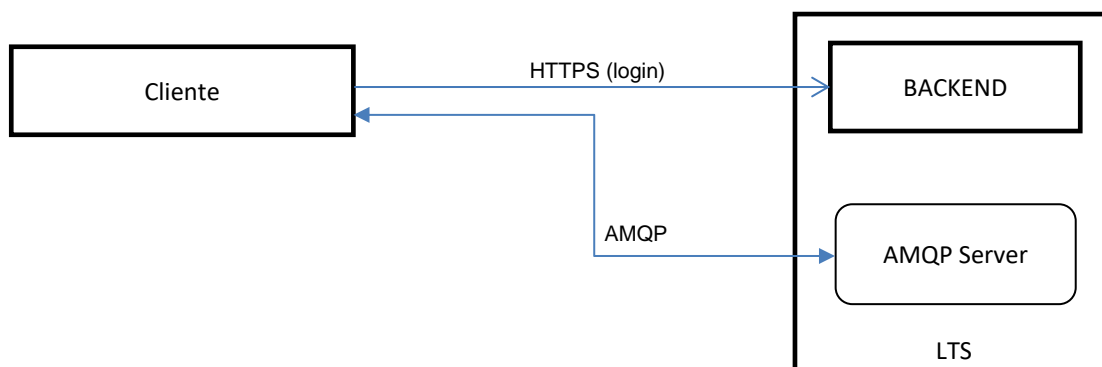 HTTPS (login)
Cliente
BACKEND
AMQP
AMQP Server
LTS